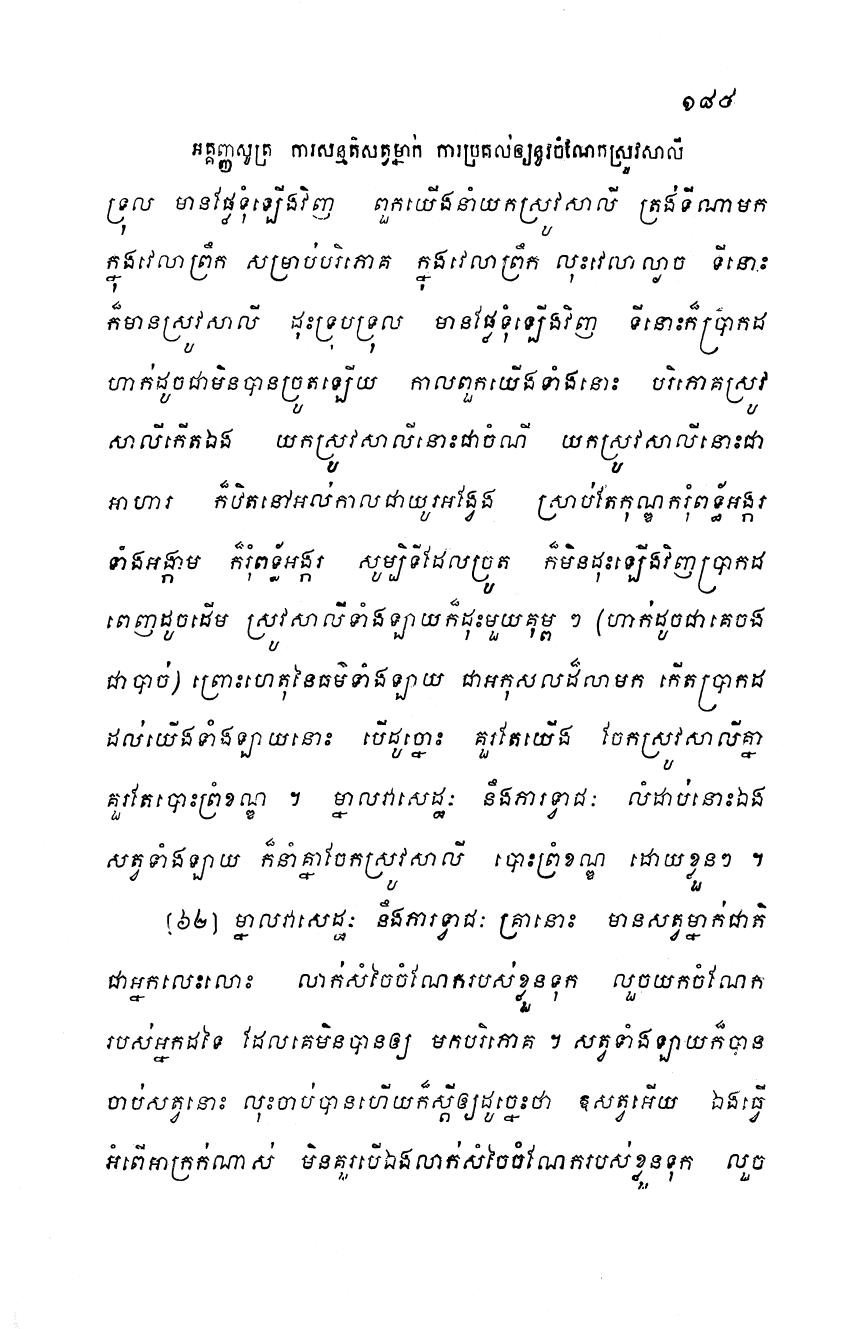 ១៨៥
អគ្គញ្ញសូត្រ ការសន្មតិសត្វម្នាក់ ការប្រគល់ឲ្យនូវចំណែកស្រូវសាលី
ទ្រុល មានផ្លែទុំឡើងវិញ ពួកយើងនាំយកស្រូវសាលី ត្រង់ទីណាមក
ក្នុងវេលាព្រឹក សម្រាប់បរិភោគ ក្នុងវេលាព្រឹក លុះវេលាល្ងាច ទីនោះ
ក៏មានស្រូវសាលី ដុះទ្រុបទ្រុល មានផ្លែទុំឡើងវិញ ទីនោះក៏ប្រាកដ
ហាក់ដូចជាមិនបានច្រូតឡើយ កាលពួកយើងទាំងនោះ បរិភោគស្រូវ
សាលីកើតឯង យកស្រូវសាលីនោះជាចំណី យកស្រូវសាលីនោះជា
អាហារ ក៏ឋិតនៅអស់កាលជាយូរអង្វែង ស្រាប់តែកុណ្ឌករុំពទ្ធ័អង្ករ
ទាំងអង្កាម ក៏រុំពទ្ធ័អង្ករ សូម្បីទីដែលច្រូត ក៏មិនដុះឡើងវិញប្រាកដ
ពេញដូចដើម ស្រូវសាលីទាំងឡាយក៏ដុះមួយគុម្ព ៗ (ហាក់ដូចជាគេចង
ជាបាច់) ព្រោះហេតុនៃធម៌ទាំងឡាយ ជាអកុសលដ៏លាមក កើតប្រាកដ
ដល់យើងទាំងឡាយនោះ បើដូច្នោះ គួរតែយើង ចែកស្រូវសាលីគ្នា
គួរតែបោះព្រំខណ្ឌ ។ ម្នាលវាសេដ្ឋៈ នឹងភារទ្វាជៈ លំដាប់នោះឯង
សត្វទាំងឡាយ ក៏នាំគ្នាចែកស្រូវសាលី បោះព្រំខណ្ឌ ដោយខ្លួនៗ ។
(៦២) ម្នាលវាសេដ្ឋៈ នឹងភារទ្វាជៈ គ្រានោះ មានសត្វម្នាក់ជាតិ
ជាអ្នកលេះលោះ លាក់សំចៃចំណែករបស់ខ្លួនទុក លួចយកចំណែក
របស់អ្នកដទៃ ដែលគេមិនបានឲ្យ មកបរិភោគ ។ សត្វទាំងឡាយក៏បាន
ចាប់សត្វនោះ លុះចាប់បានហើយក៏ស្តីឲ្យដូច្នេះថា ឧសត្វអើយ ឯងធ្វើ
អំពើអាក្រក់ណាស់ មិនគួរបើឯងលាក់សំចៃចំណែករបស់ខ្លួនទុក លួច